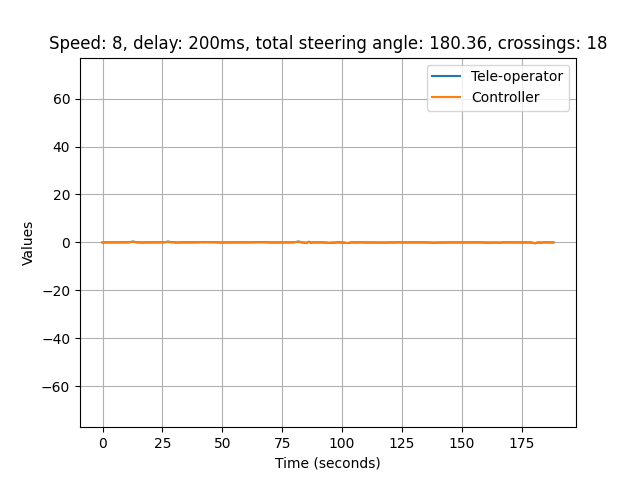 Speed: 8, delay: 200ms, total steering angle: 180.36, crossings: 18
Tele-operator
Controller
60
40
20
0
−20
−40
−60
Values
0 25 50 75 100 125 150 175
Time (seconds)